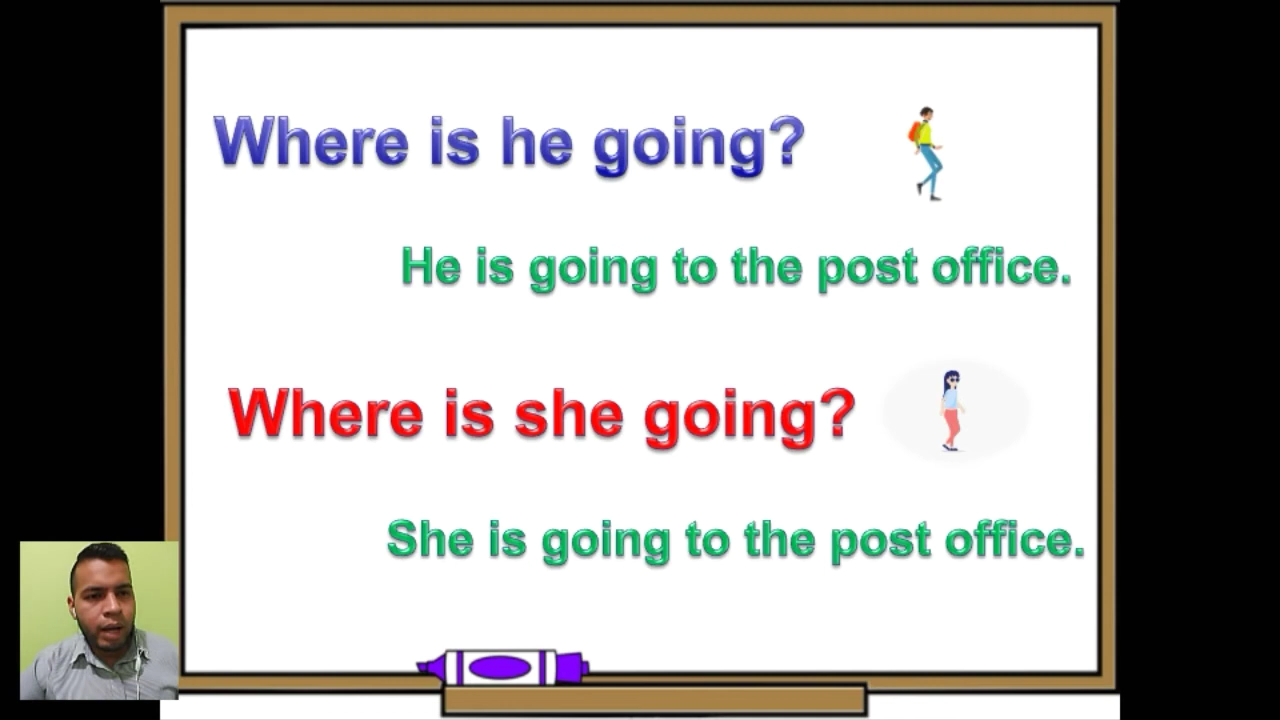 Where is he going?
He is going to the post office.
Where is she going?
She is going to the post office.